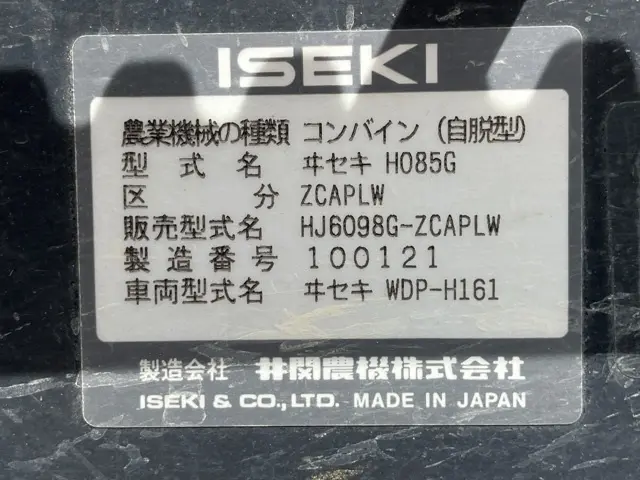 ISEKI
農業機械の種類 コンバイン（自脱型）
型式名 ヰセキ HO85G
区分 ZCAPLW
販売型式名 HJ6098G-ZCAPLW
製造番号 100121
車両型式名 ヰセキ WDP-H161
製造会社 井関農機株式会社
ISEKI & CO.,LTD. MADE IN JAPAN